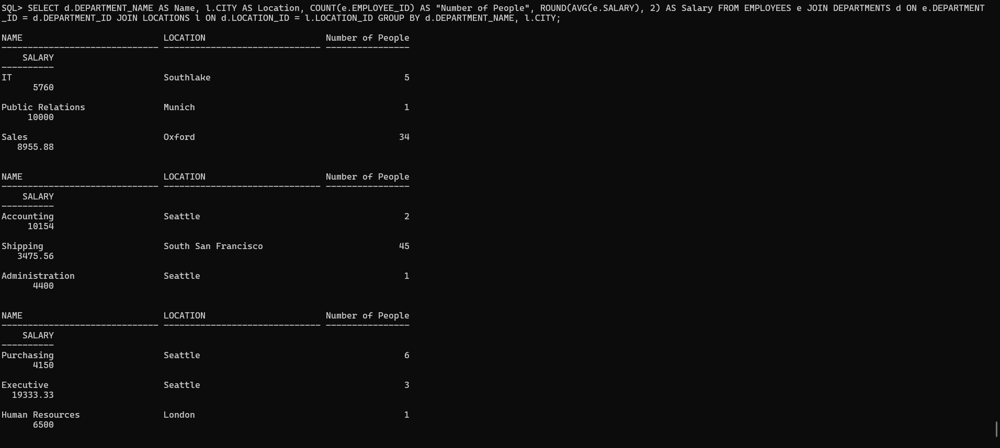 SQL> SELECT d.DEPARTMENT_NAME AS Name, l.CITY AS Location, COUNT(e.EMPLOYEE_ID) AS "Number of People", ROUND(AVG(e.SALARY), 2) AS Salary FROM EMPLOYEES e JOIN DEPARTMENTS d ON e.DEPARTMENT
_ID = d.DEPARTMENT_ID JOIN LOCATIONS l ON d.LOCATION_ID = l.LOCATION_ID GROUP BY d.DEPARTMENT_NAME, l.CITY;
NAME                           LOCATION                       Number of People
------------------------------ ------------------------------ ----------------
    SALARY
----------
IT                             Southlake                                     5
      5760
Public Relations               Munich                                        1
     10000
Sales                          Oxford                                       34
   8955.88
NAME                           LOCATION                       Number of People
------------------------------ ------------------------------ ----------------
    SALARY
----------
Accounting                     Seattle                                       2
     10154
Shipping                       South San Francisco                          45
   3475.56
Administration                 Seattle                                       1
      4400
NAME                           LOCATION                       Number of People
------------------------------ ------------------------------ ----------------
    SALARY
----------
Purchasing                     Seattle                                       6
      4150
Executive                      Seattle                                       3
  19333.33
Human Resources                London                                        1
      6500